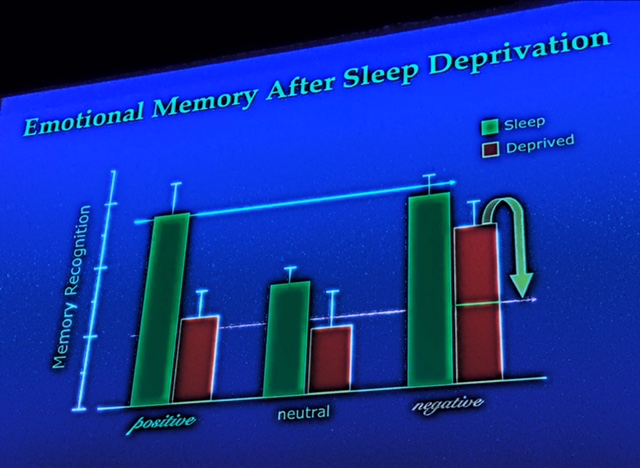 Emotional Memory After Sleep Deprivation
Sleep
Deprived
Memory Recognition
positive
neutral
negative